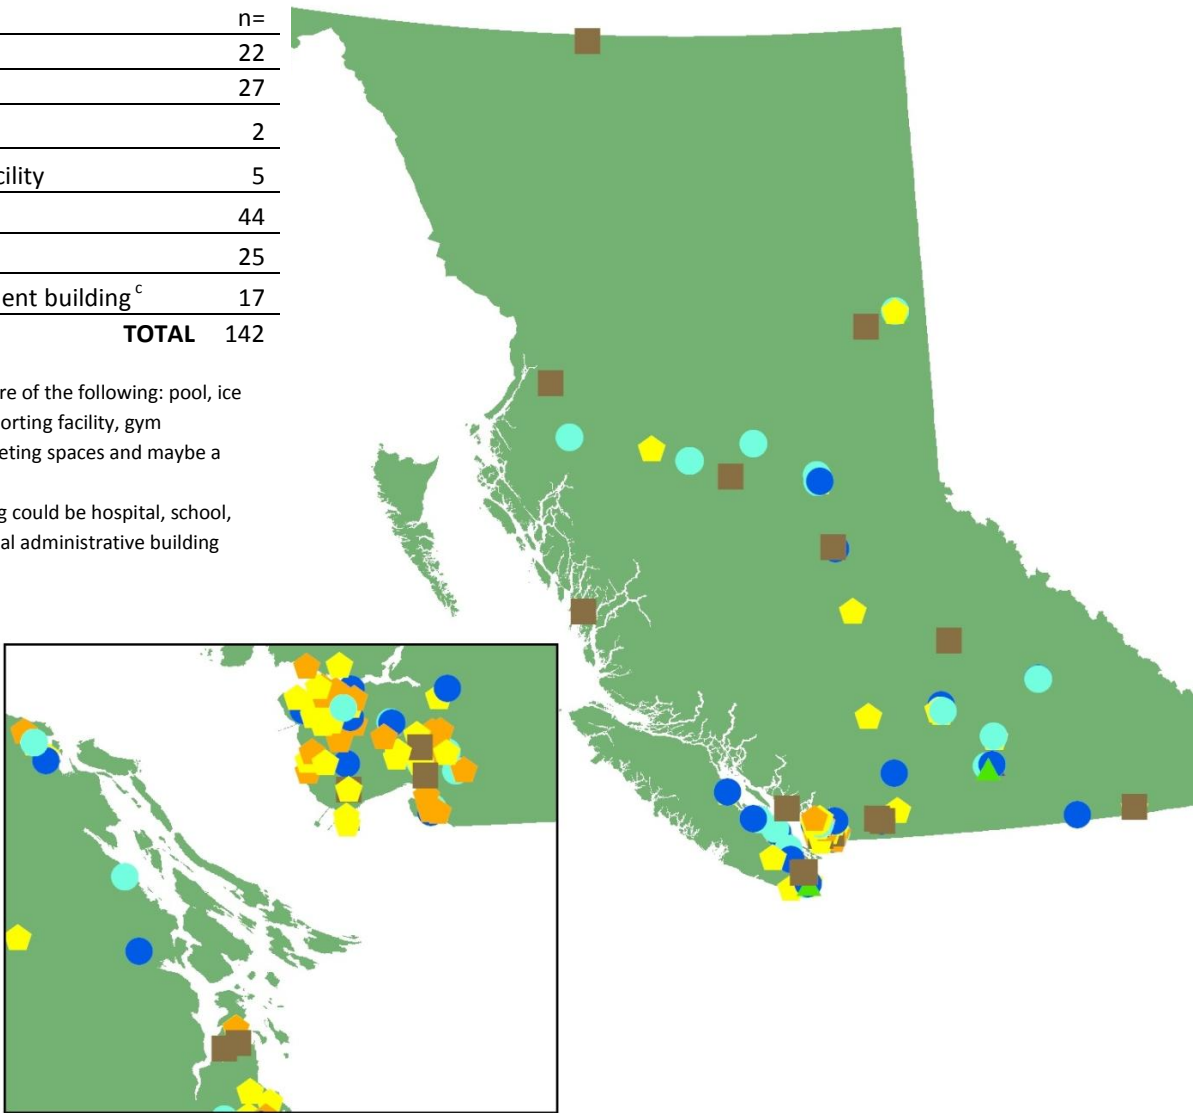 n=
22
27
2
cility 5
44
25
ent building c 17
TOTAL 142
re of the following: pool, ice
orting facility, gym
eting spaces and maybe a
g could be hospital, school,
al administrative building